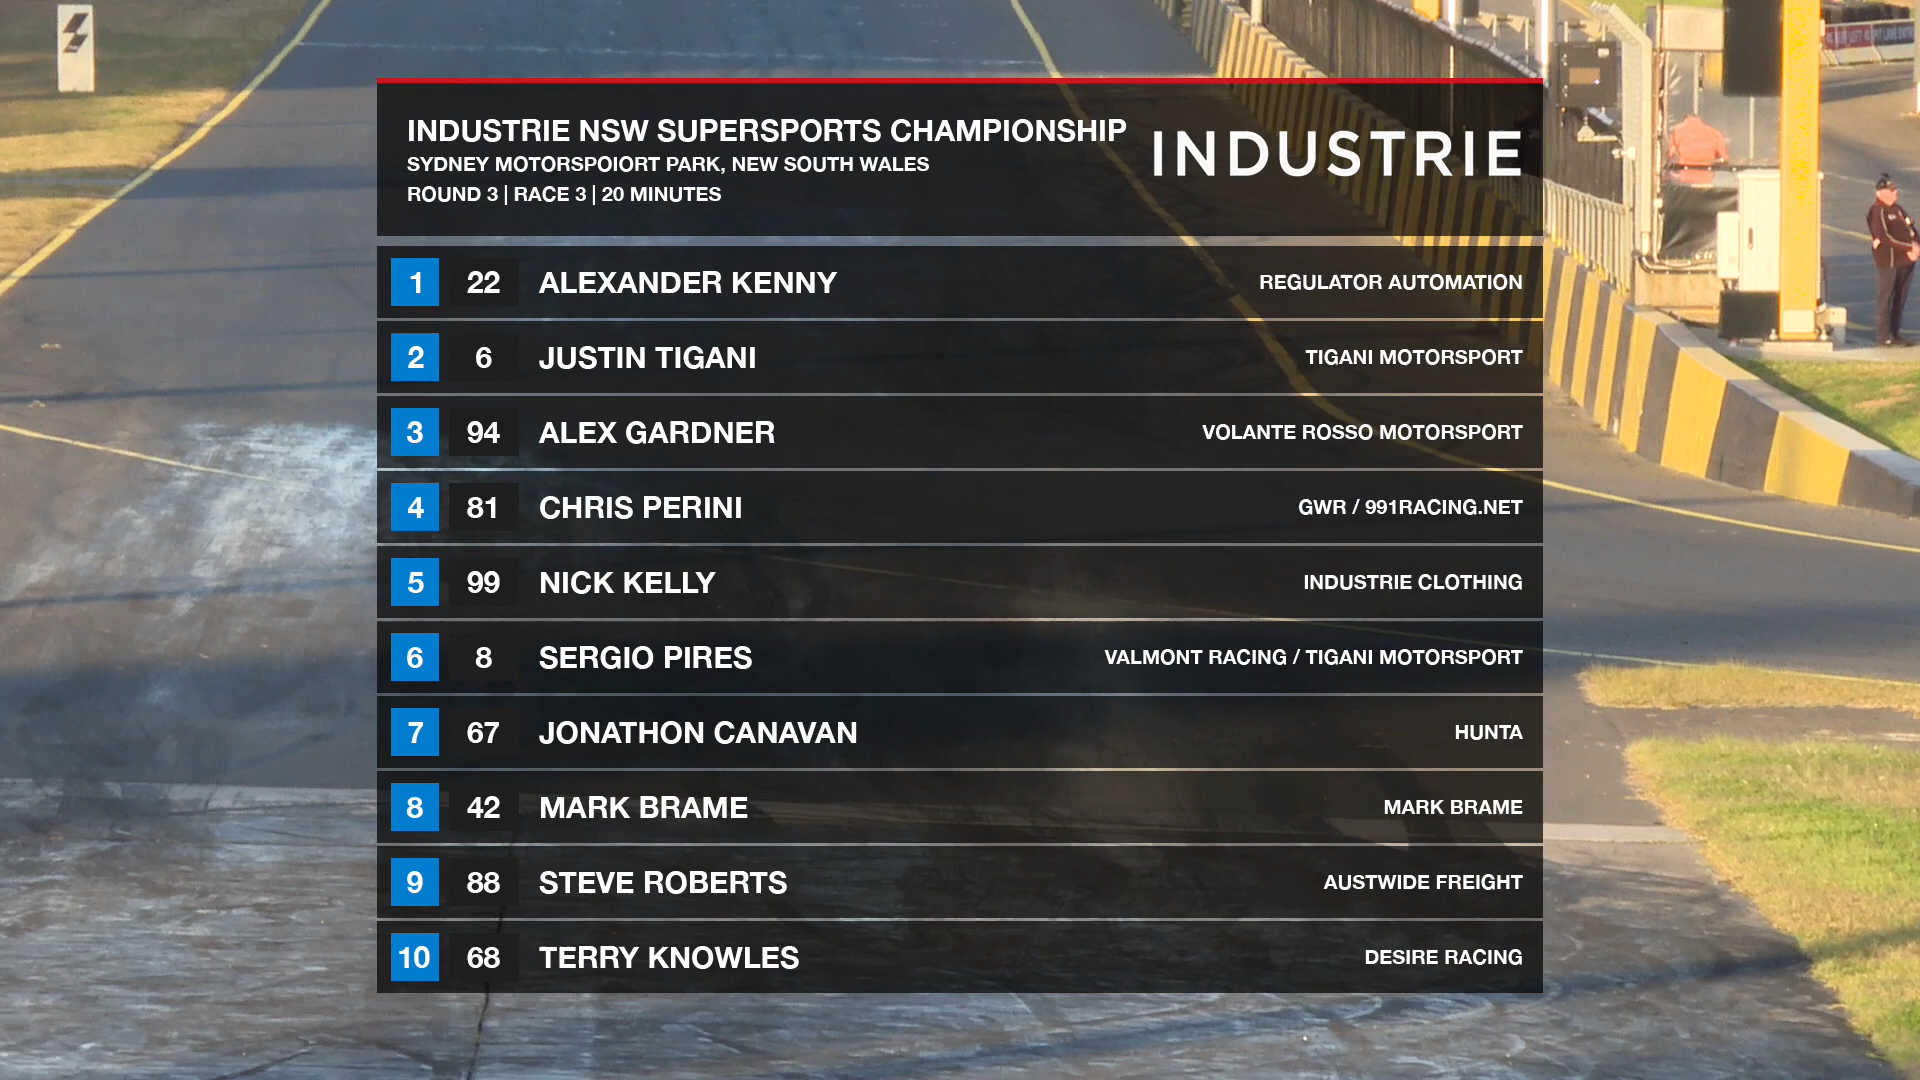 INDUSTRIE NSW SUPERSPORTS CHAMPIONSHIP
SYDNEY MOTORSPOIORT PARK, NEW SOUTH WALES
ROUND 3 | RACE 3 | 20 MINUTES
INDUSTRIE
1 22 ALEXANDER KENNY REGULATOR AUTOMATION
2 6 JUSTIN TIGANI TIGANI MOTORSPORT
3 94 ALEX GARDNER VOLANTE ROSSO MOTORSPORT
4 81 CHRIS PERINI GWR / 991RACING.NET
5 99 NICK KELLY INDUSTRIE CLOTHING
6 8 SERGIO PIRES VALMONT RACING / TIGANI MOTORSPORT
7 67 JONATHON CANAVAN HUNTA
8 42 MARK BRAME MARK BRAME
9 88 STEVE ROBERTS AUSTWIDE FREIGHT
10 68 TERRY KNOWLES DESIRE RACING